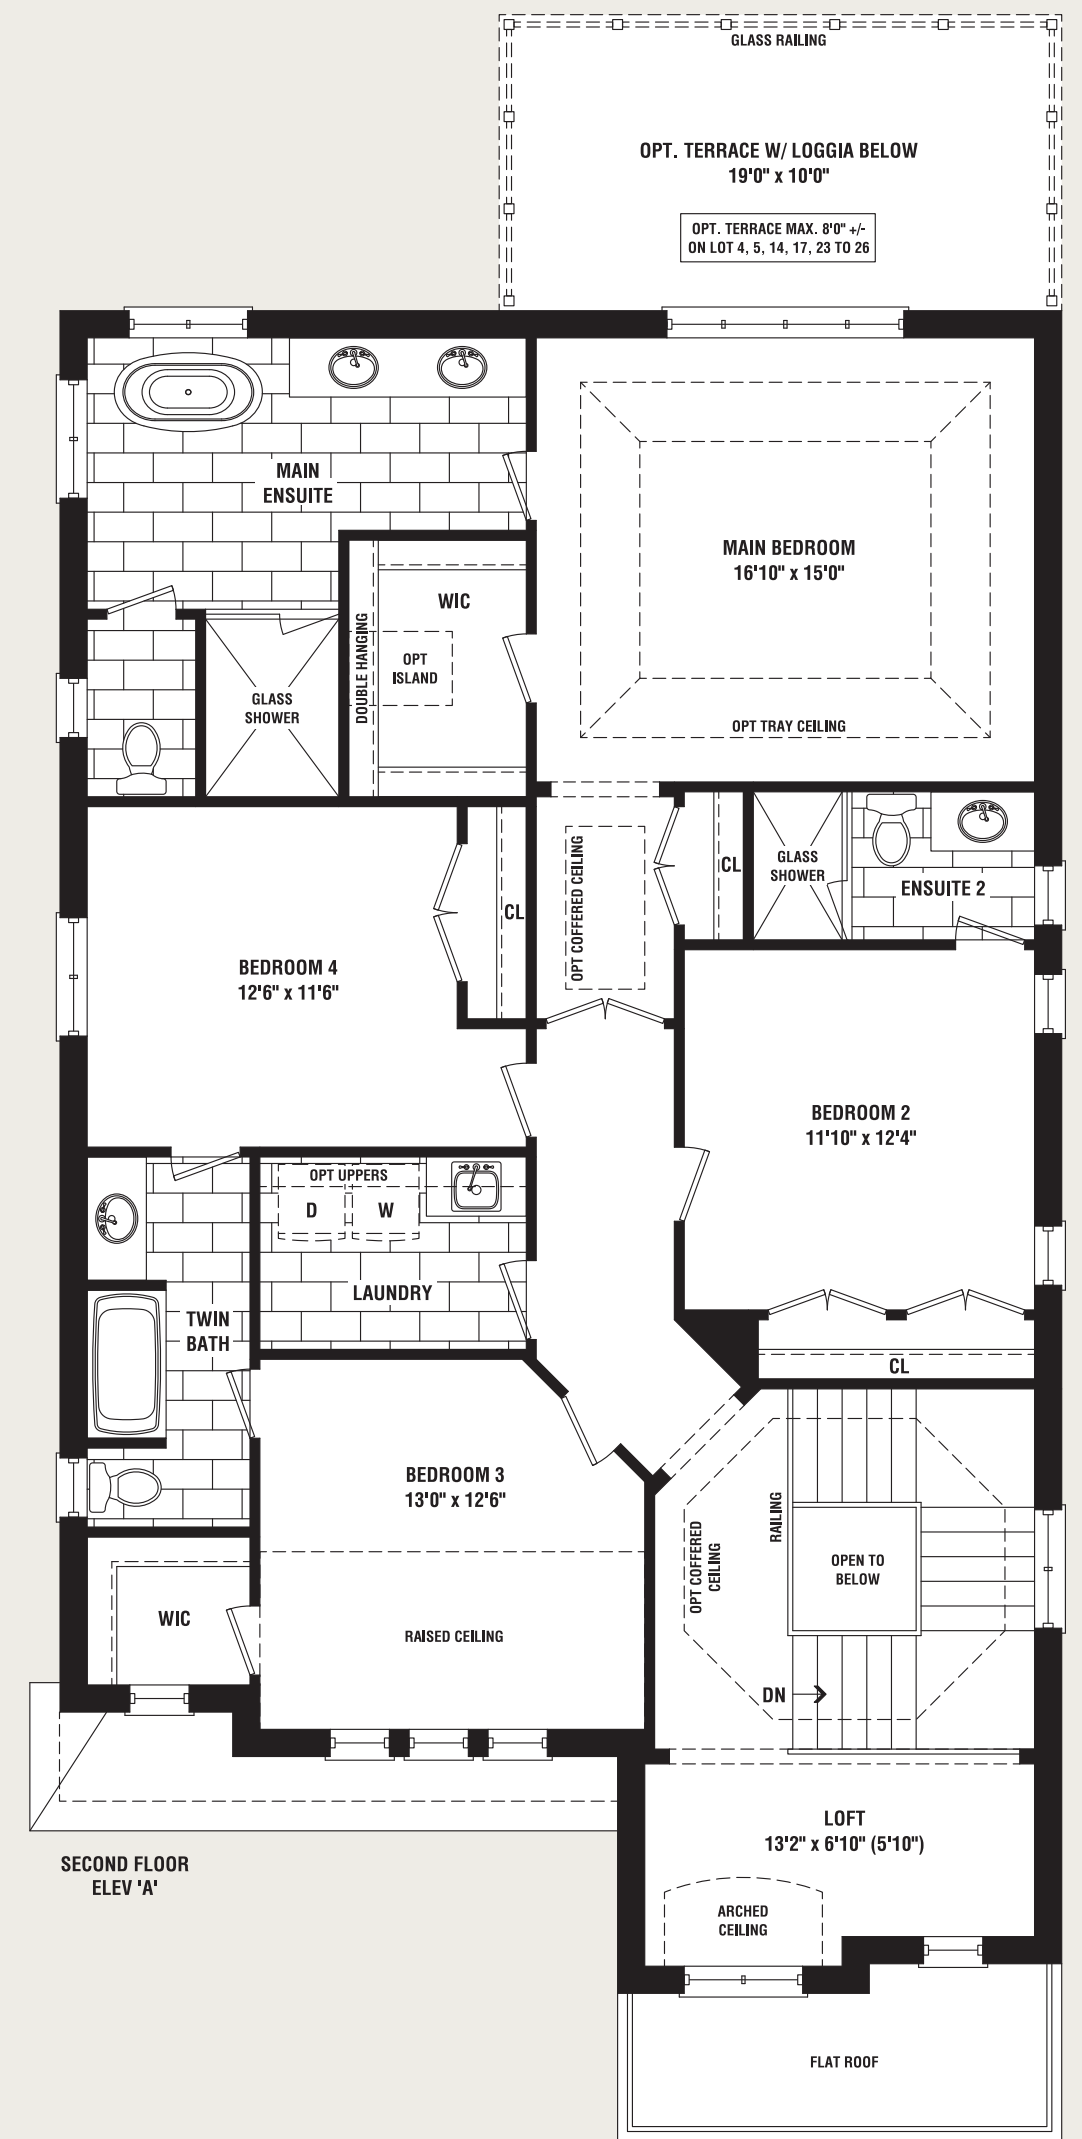 GLASS RAILING
OPT. TERRACE W/ LOGGIA BELOW
19'0" x 10'0"
OPT. TERRACE MAX. 8'0" +/-
ON LOT 4, 5, 14, 17, 23 TO 26
MAIN
ENSUITE
MAIN BEDROOM
16'10" x 15'0"
WIC
DOUBLE HANGING
OPT
ISLAND
GLASS
SHOWER
OPT TRAY CEILING
OPT COFFERED CEILING
CL
GLASS
SHOWER
ENSUITE 2
CL
BEDROOM 4
12'6" x 11'6"
BEDROOM 2
11'10" x 12'4"
OPT UPPERS
D
W
LAUNDRY
TWIN
BATH
CL
BEDROOM 3
13'0" x 12'6"
RAILING
OPT COFFERED
CEILING
OPEN TO
BELOW
WIC
RAISED CEILING
DN
LOFT
13'2" x 6'10" (5'10")
SECOND FLOOR
ELEV 'A'
ARCHED
CEILING
FLAT ROOF